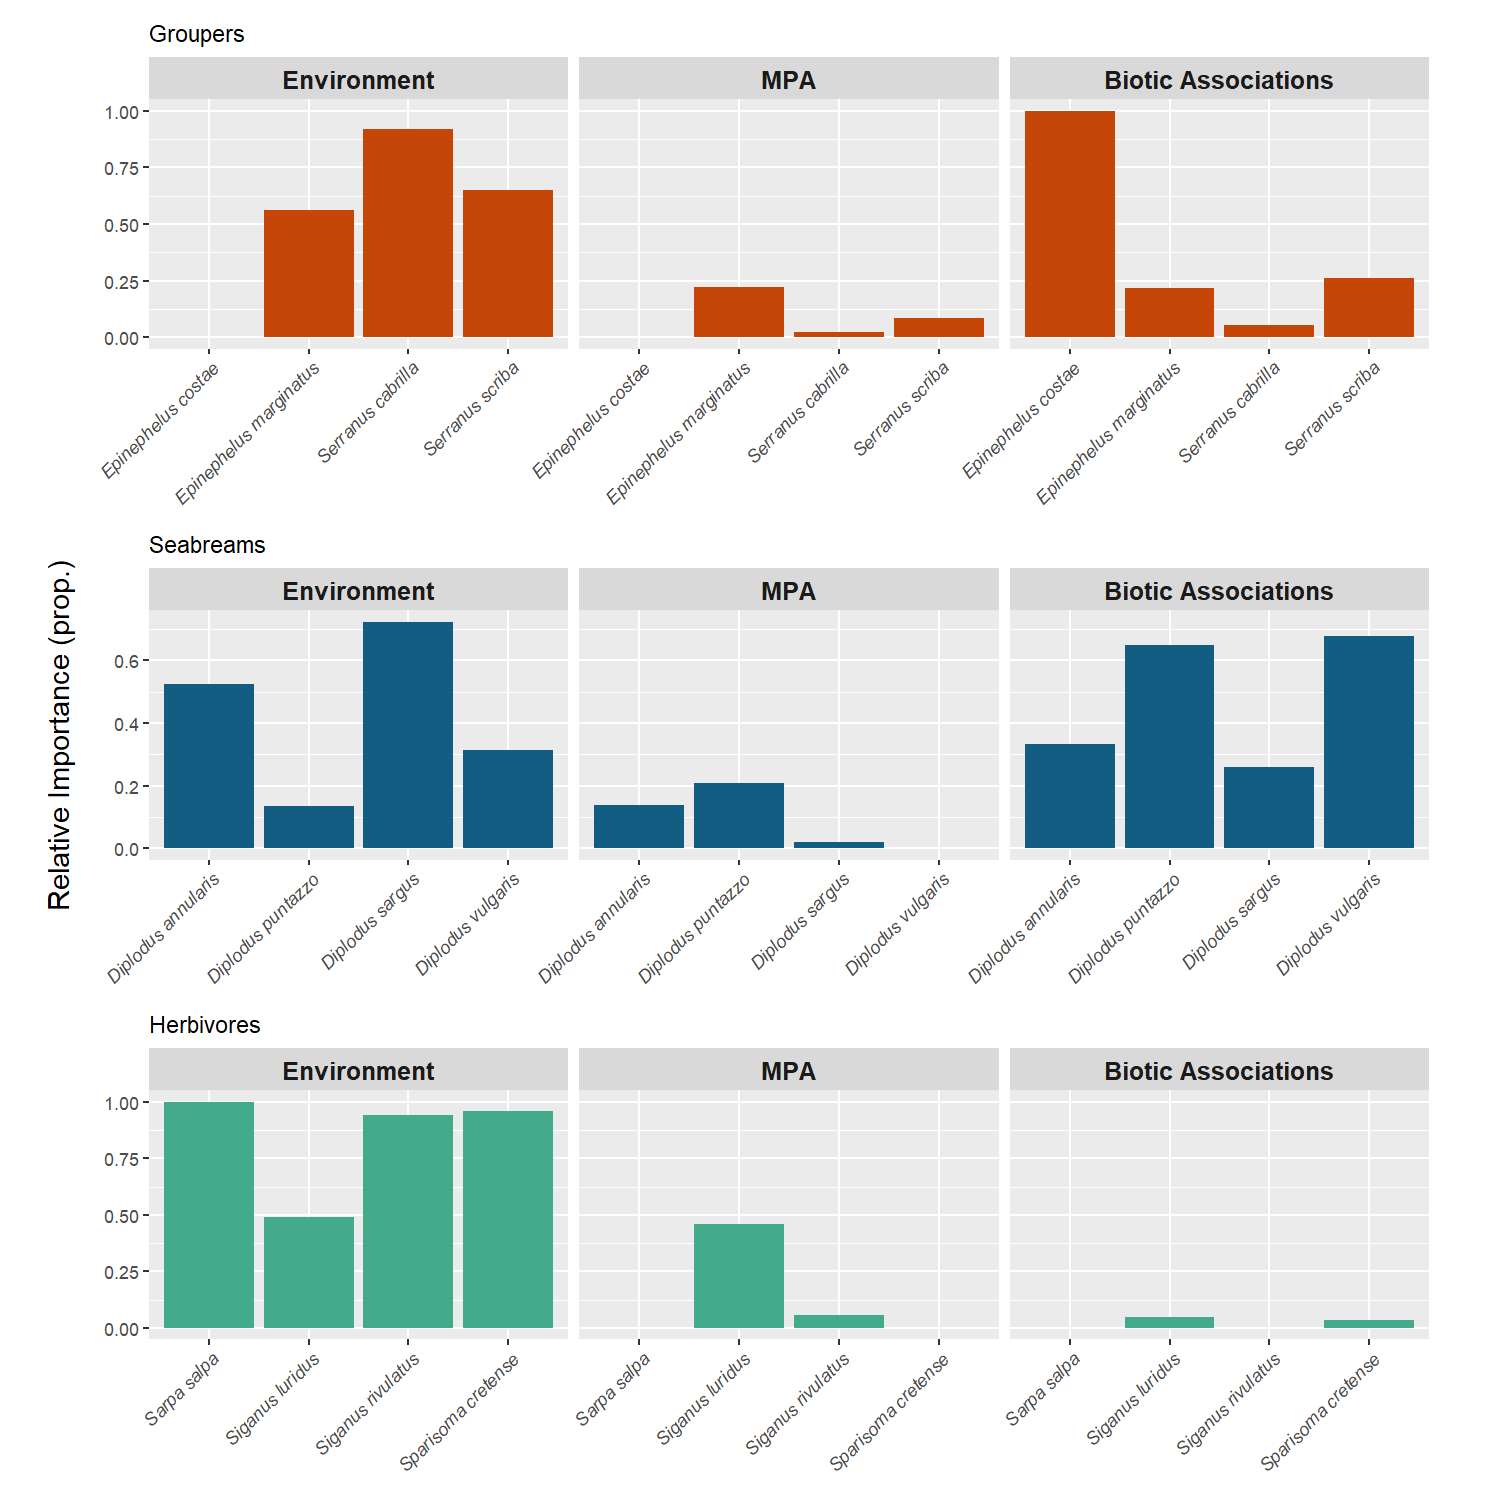 Groupers
Environment MPA Biotic Associations
1.00
0.75
0.50
0.25
0.00
Epinephelus costae Epinephelus marginatus Serranus cabrilla Serranus scriba Epinephelus costae Epinephelus marginatus Serranus cabrilla Serranus scriba Epinephelus costae Epinephelus marginatus Serranus cabrilla Serranus scriba
Relative Importance (prop.)
Seabreams
Environment MPA Biotic Associations
0.6
0.4
0.2
0.0
Diplodus annularis Diplodus puntazzo Diplodus sargus Diplodus vulgaris Diplodus annularis Diplodus puntazzo Diplodus sargus Diplodus vulgaris Diplodus annularis Diplodus puntazzo Diplodus sargus Diplodus vulgaris
Herbivores
Environment MPA Biotic Associations
1.00
0.75
0.50
0.25
0.00
Sarpa salpa Siganus luridus Siganus rivulatus Sparisoma cretense Sarpa salpa Siganus luridus Siganus rivulatus Sparisoma cretense Sarpa salpa Siganus luridus Siganus rivulatus Sparisoma cretense